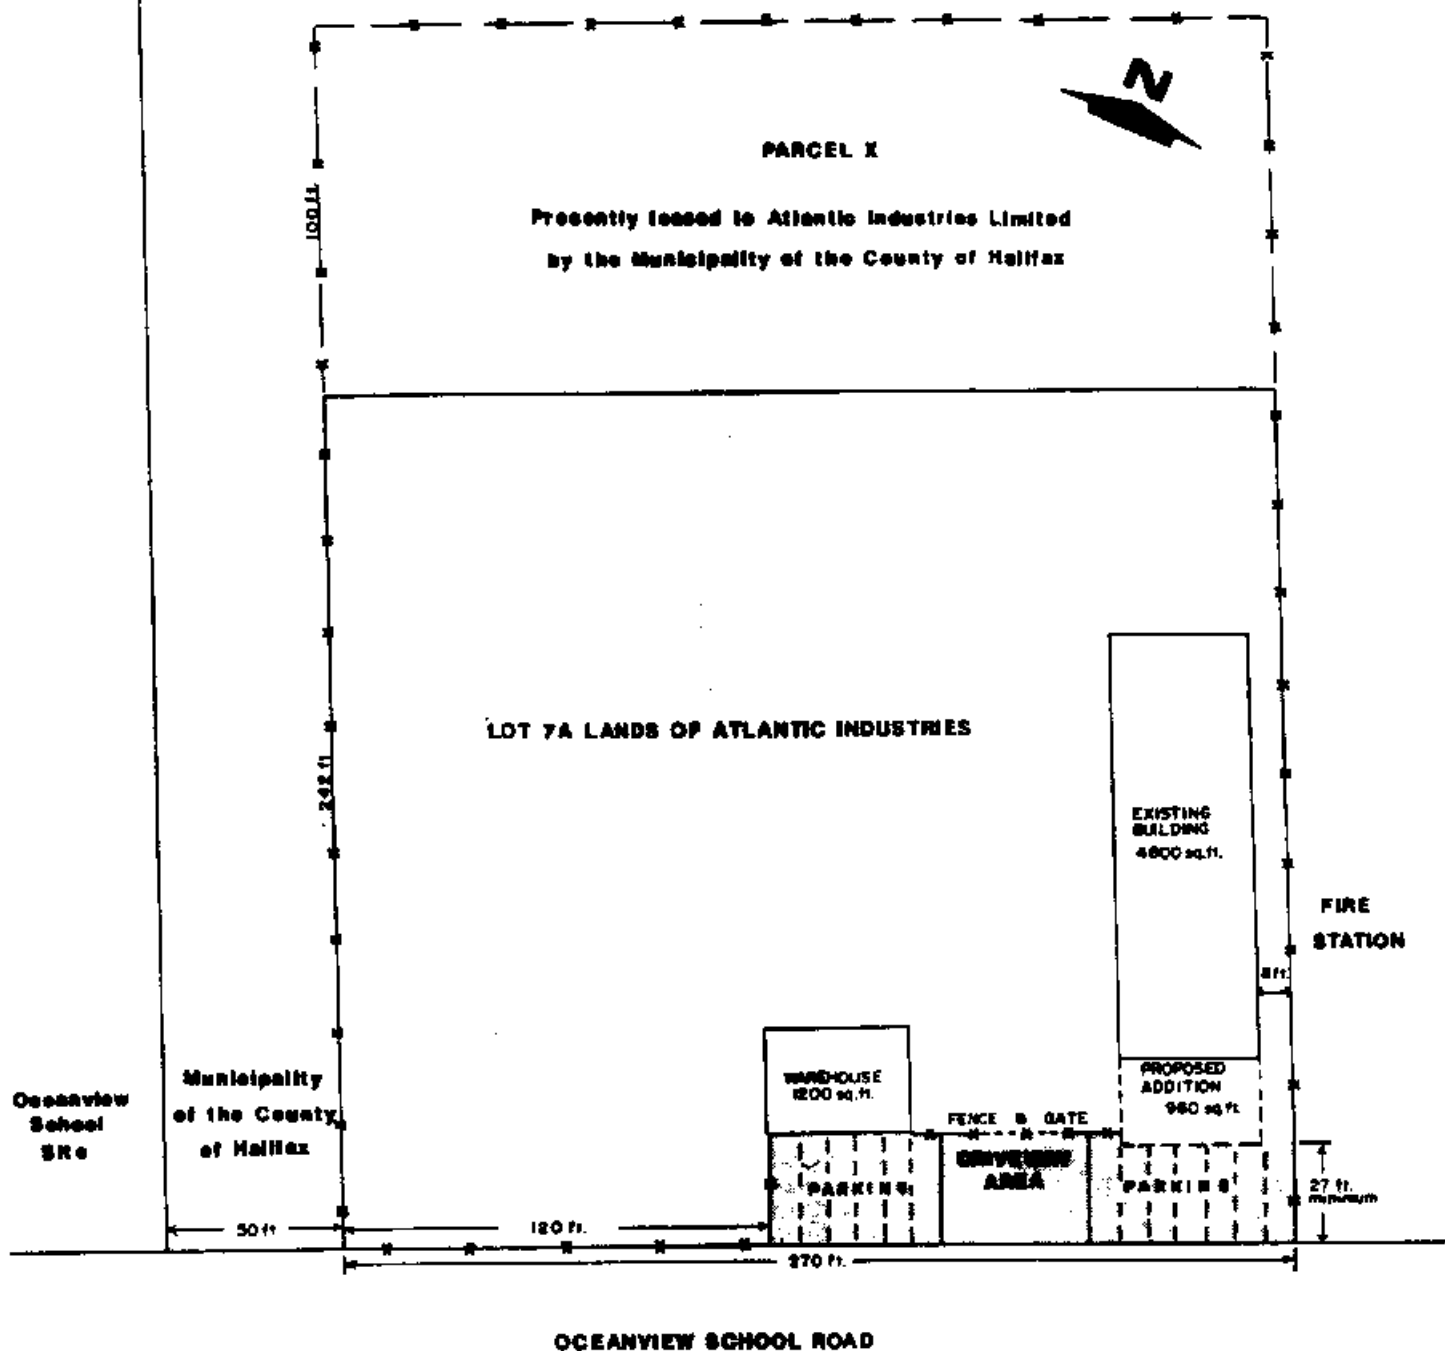 N
PARCEL X
Presently leased to Atlantic Industries Limited
by the Municipality of the County of Halifax
100 ft.
LOT 7A LANDS OF ATLANTIC INDUSTRIES
242 ft
EXISTING
BUILDING
4800 sq.ft.
FIRE
STATION
8ft.
WAREHOUSE
1200 sq.ft.
PROPOSED
ADDITION
960 sq.ft.
FENCE & GATE
DRIVEWAY
AREA
PARKING
PARKING
27 ft.
minimum
Oceanview
School
Site
Municipality
of the County
of Halifax
50 ft
120 ft.
270 ft.
OCEANVIEW SCHOOL ROAD